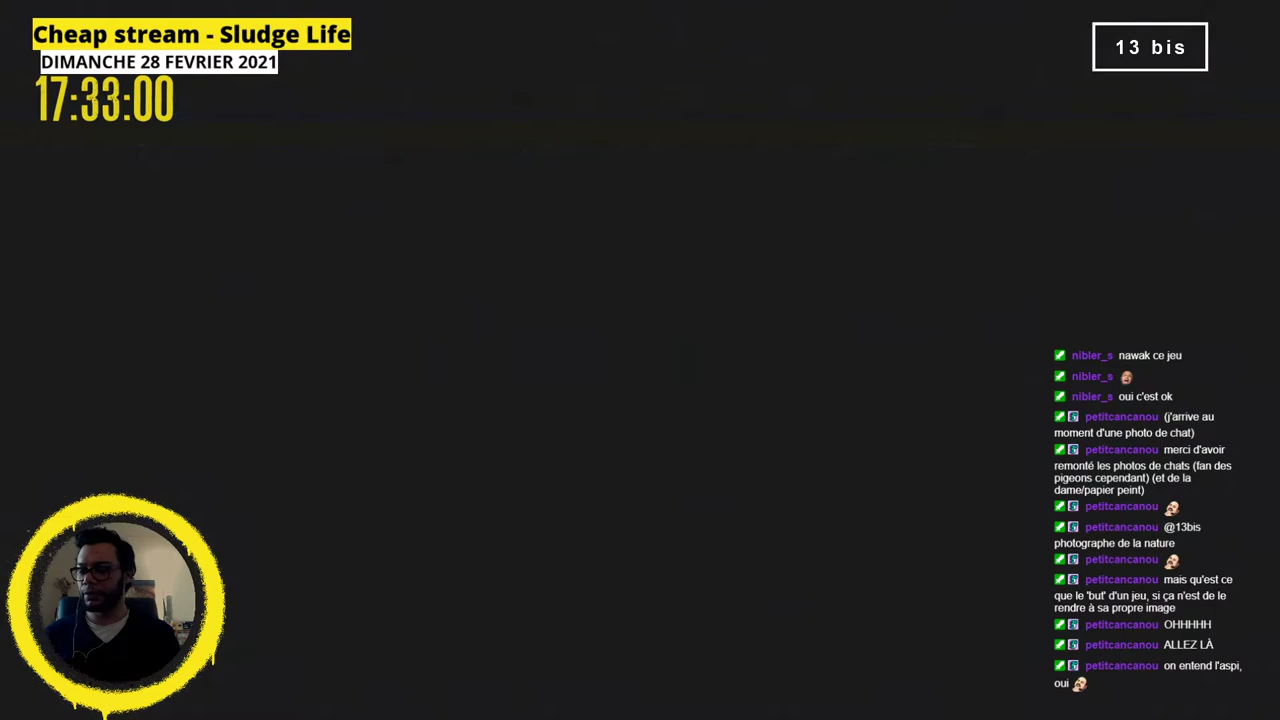 Cheap stream - Sludge Life
DIMANCHE 28 FEVRIER 2021
17:33:00
13 bis
nibler_s nawak ce jeu
nibler_s
nibler_s oui c'est ok
petitcancanou (j'arrive au
moment d'une photo de chat)
petitcancanou merci d'avoir
remonté les photos de chats (fan des
pigeons cependant) (et de la
dame/papier peint)
petitcancanou
petitcancanou @13bis
photographe de la nature
petitcancanou
petitcancanou mais qu'est ce
que le 'but' d'un jeu, si ça n'est de le
rendre à sa propre image
petitcancanou OHHHHH
petitcancanou ALLEZ LÀ
petitcancanou on entend l'aspi,
oui